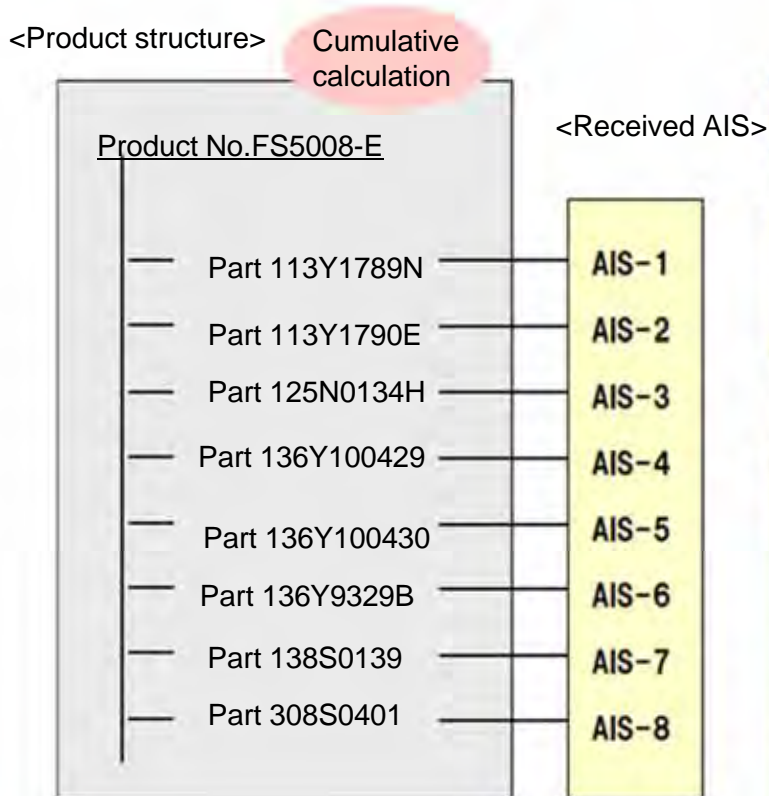 <Product structure>
Cumulative
calculation
<Received AIS>
Product No.FS5008-E
Part 113Y1789N
AIS-1
Part 113Y1790E
AIS-2
Part 125N0134H
AIS-3
Part 136Y100429
AIS-4
Part 136Y100430
AIS-5
Part 136Y9329B
AIS-6
Part 138S0139
AIS-7
Part 308S0401
AIS-8